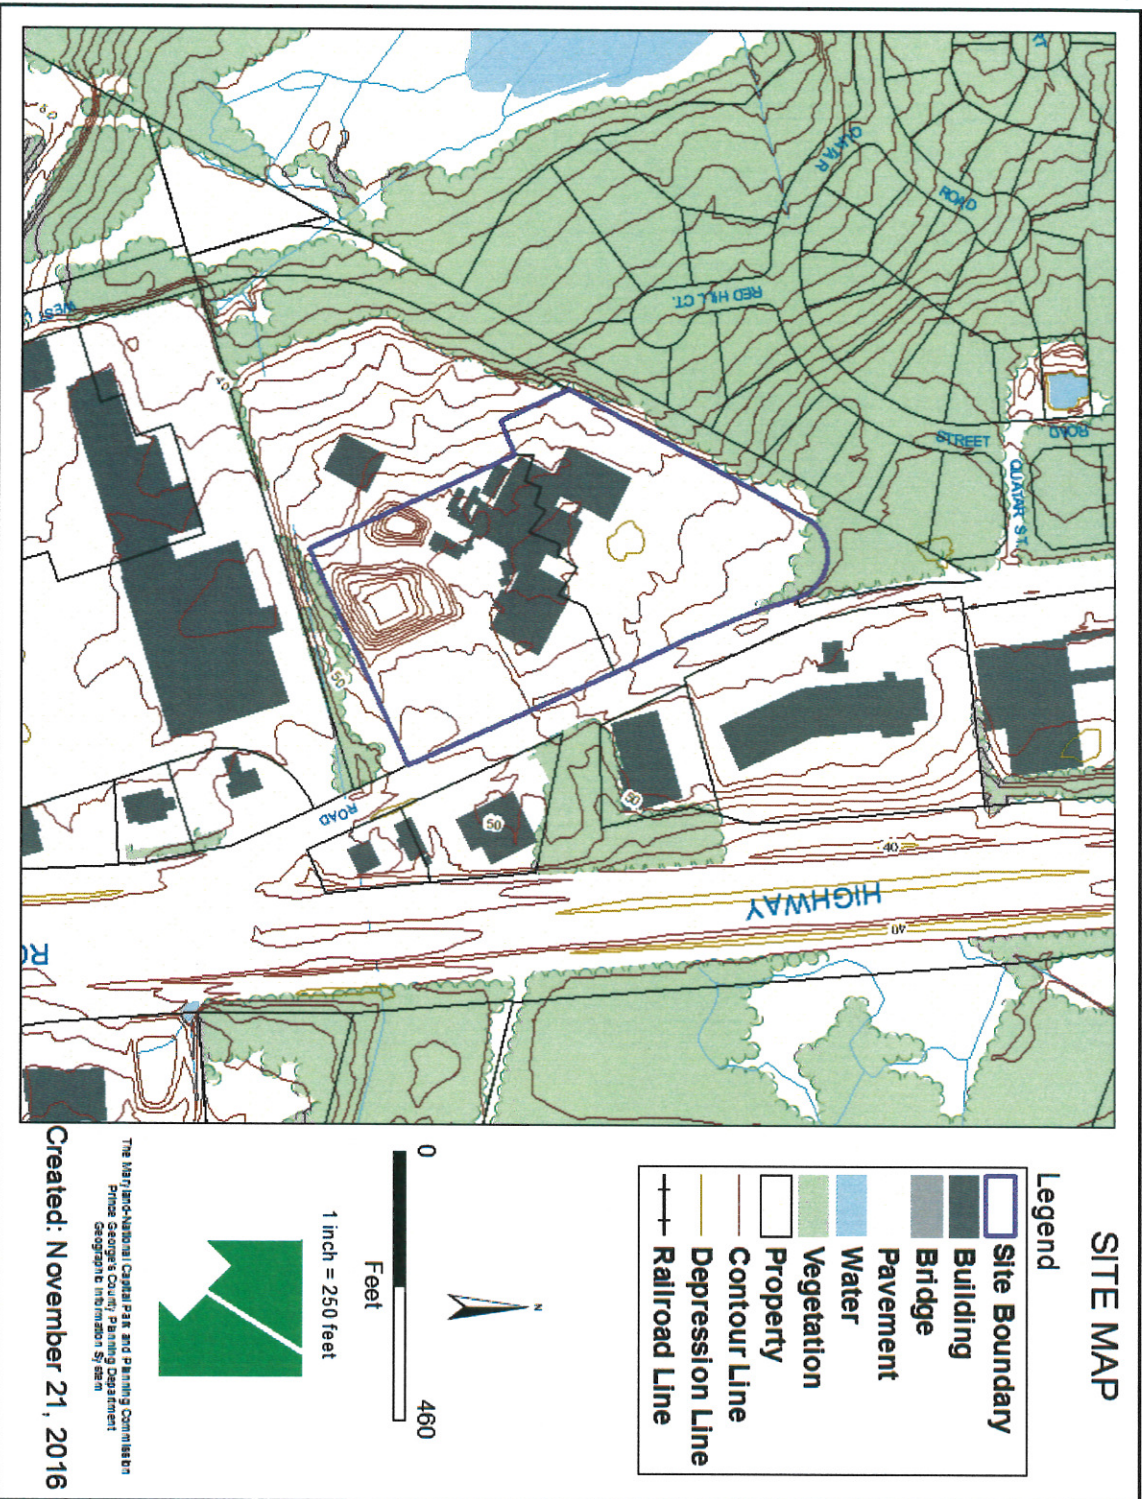 SITE MAP
Legend
Site Boundary
Building
Bridge
Pavement
Water
Vegetation
Property
Contour Line
Depression Line
Railroad Line
N
0
460
Feet
1 inch = 250 feet
The Maryland-National Capital Park and Planning Commission
Prince George's County Planning Department
Geographic Information System
Created: November 21, 2016
QUATAR
ROAD
RED HILL CT.
STREET
ROAD
QUATAR ST.
ROAD
HIGHWAY
50
50
50
40
40
40